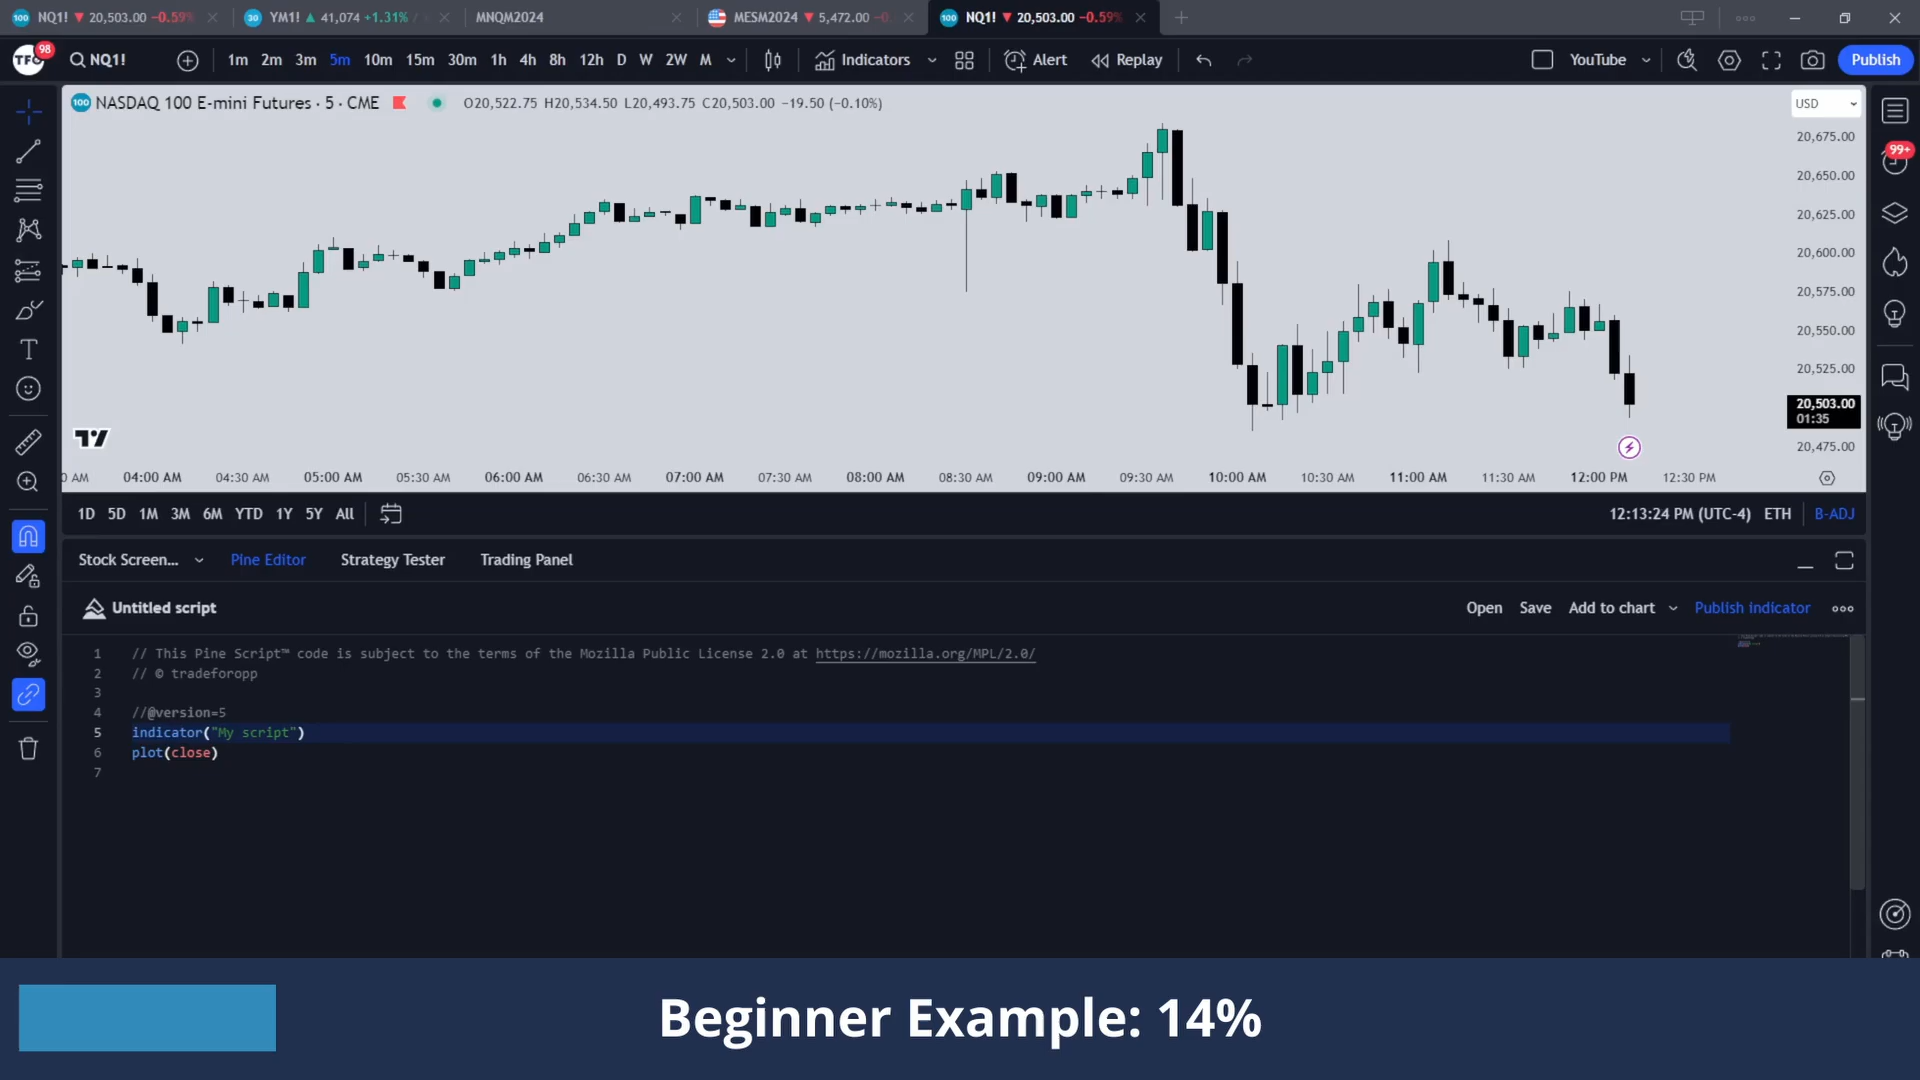 NQ1! ▼ 20,503.00 −0.59%
YM1! ▲ 41,074 +1.31% /
MNQM2024
MESM2024 ▼ 5,472.00 −0
NQ1! ▼ 20,503.00 −0.59%
TFO 98
NQ1!
1m 2m 3m 5m 10m 15m 30m 1h 4h 8h 12h D W 2W M
Indicators
Alert
Replay
YouTube
Publish
100 NASDAQ 100 E-mini Futures · 5 · CME
O20,522.75 H20,534.50 L20,493.75 C20,503.00 −19.50 (−0.10%)
USD
20,675.00
99+
20,650.00
20,625.00
20,600.00
20,575.00
20,550.00
20,525.00
20,503.00
01:35
20,475.00
0 AM 04:00 AM 04:30 AM 05:00 AM 05:30 AM 06:00 AM 06:30 AM 07:00 AM 07:30 AM 08:00 AM 08:30 AM 09:00 AM 09:30 AM 10:00 AM 10:30 AM 11:00 AM 11:30 AM 12:00 PM 12:30 PM
1D 5D 1M 3M 6M YTD 1Y 5Y All
12:13:24 PM (UTC-4) ETH B-ADJ
Stock Screen... Pine Editor Strategy Tester Trading Panel
Untitled script
Open Save Add to chart Publish indicator
1 // This Pine Script™ code is subject to the terms of the Mozilla Public License 2.0 at https://mozilla.org/MPL/2.0/
2 // © tradeforopp
3
4 //@version=5
5 indicator("My script")
6 plot(close)
7
Beginner Example: 14%